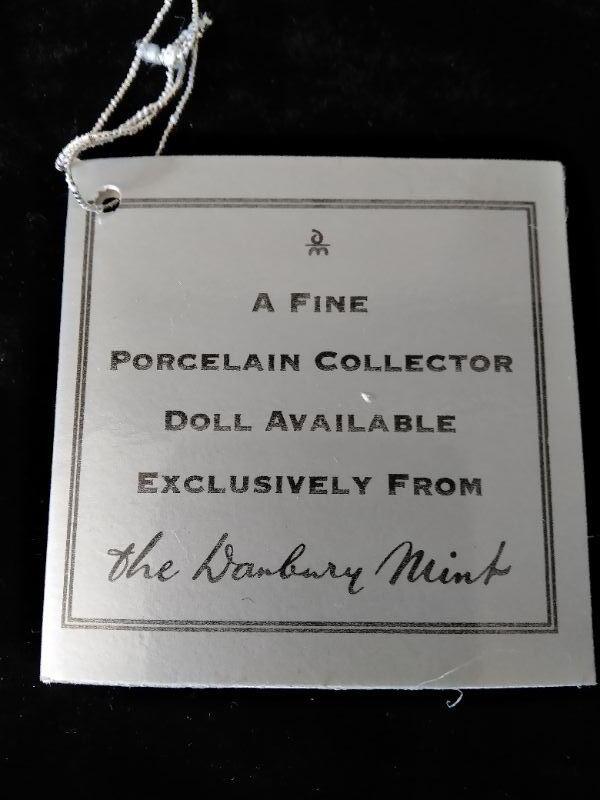 A FINE
PORCELAIN COLLECTOR
DOLL AVAILABLE
EXCLUSIVELY FROM
the Danbury Mint